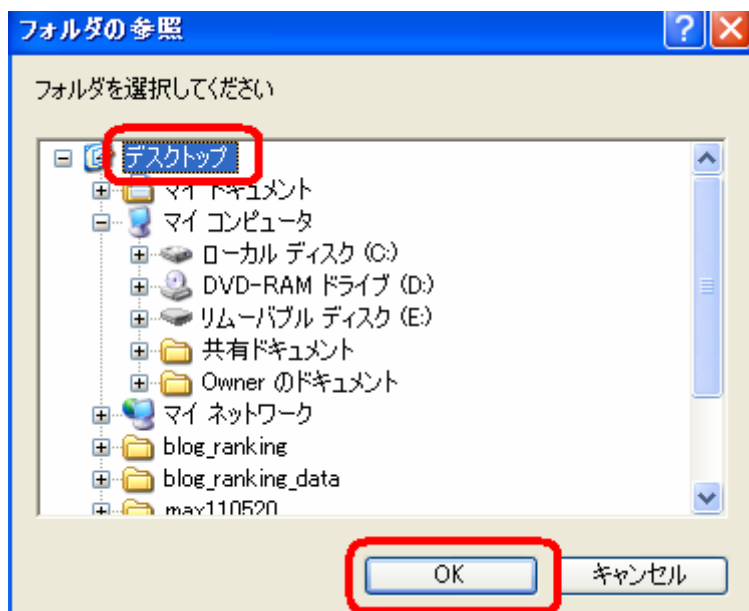 フォルダの参照
フォルダを選択してください
デスクトップ
マイ ドキュメント
マイ コンピュータ
ローカル ディスク (C:)
DVD-RAM ドライブ (D:)
リムーバブル ディスク (E:)
共有ドキュメント
Owner のドキュメント
マイ ネットワーク
blog_ranking
blog_ranking_data
max110520
OK キャンセル